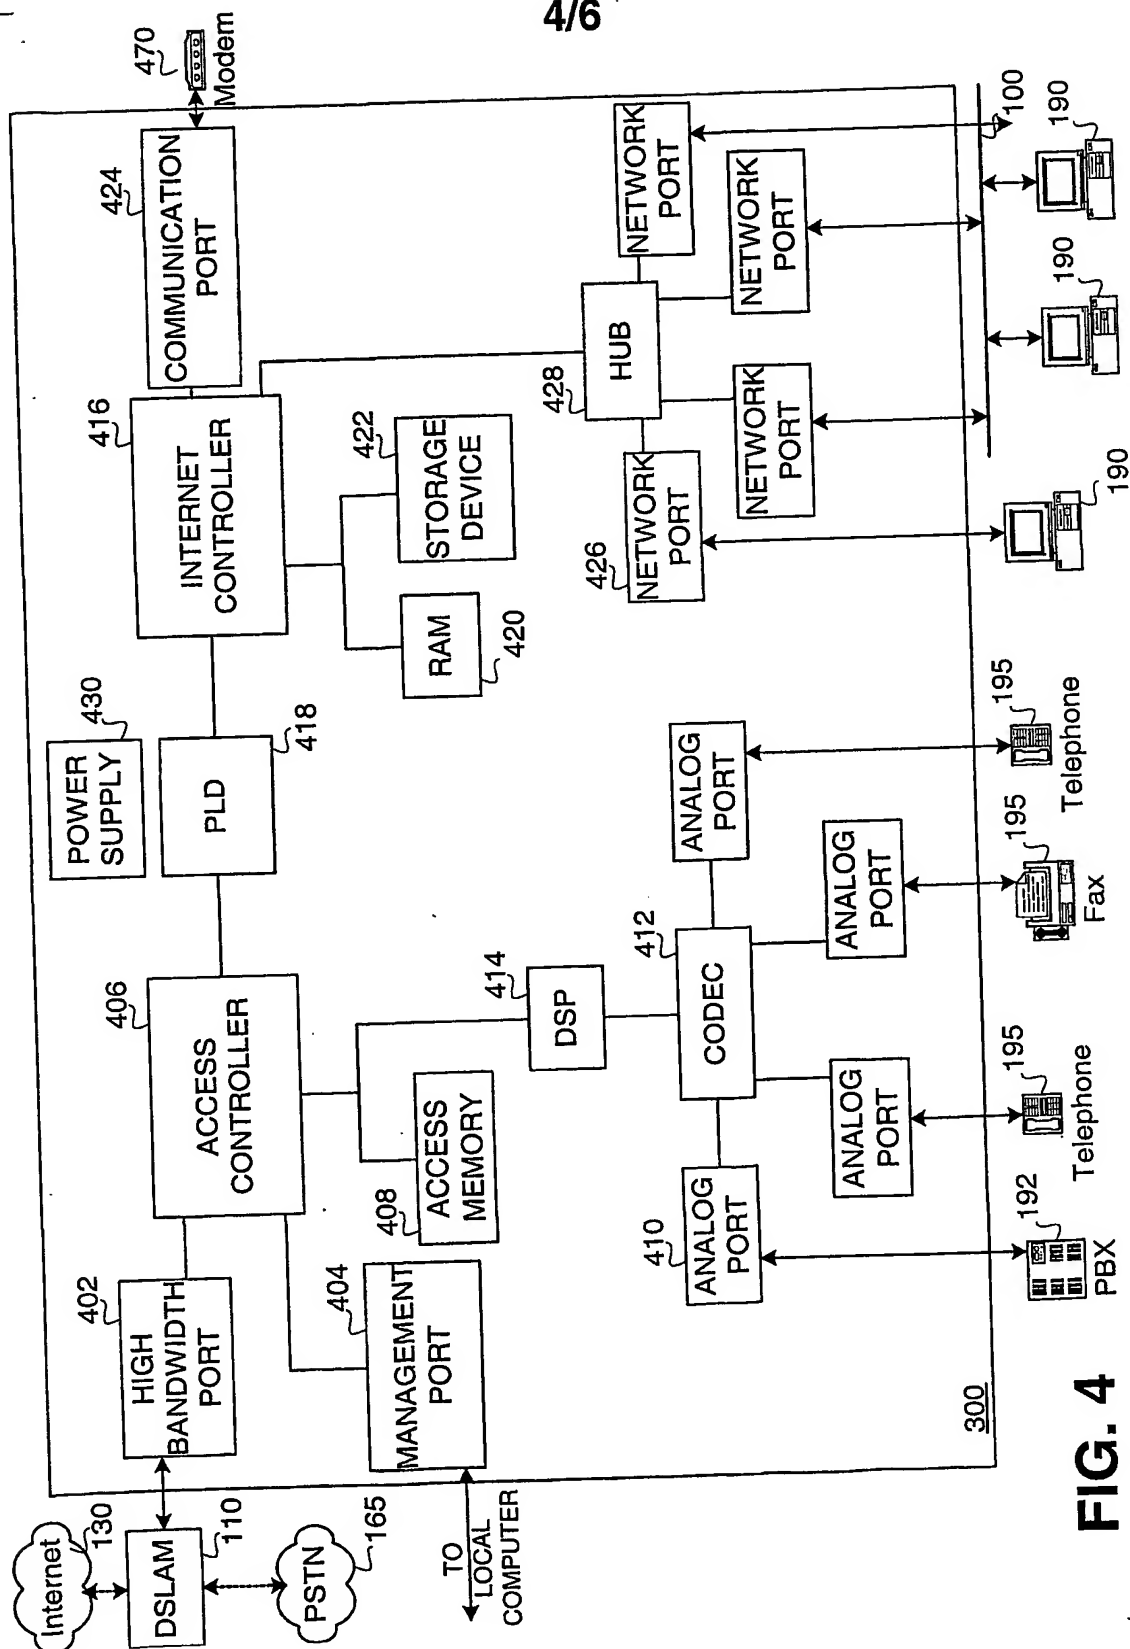 4/6
Internet
130
DSLAM
110
PSTN
165
TO
LOCAL
COMPUTER
HIGH
BANDWIDTH
PORT
402
MANAGEMENT
PORT
404
ACCESS
CONTROLLER
406
ACCESS
MEMORY
408
DSP
414
CODEC
412
ANALOG
PORT
410
ANALOG
PORT
ANALOG
PORT
ANALOG
PORT
POWER
SUPPLY
430
PLD
418
INTERNET
CONTROLLER
416
RAM
420
STORAGE
DEVICE
422
COMMUNICATION
PORT
424
470
Modem
HUB
428
NETWORK
PORT
426
NETWORK
PORT
NETWORK
PORT
NETWORK
PORT
300
192
PBX
195
Telephone
195
Fax
195
Telephone
190
190
190
100
FIG. 4